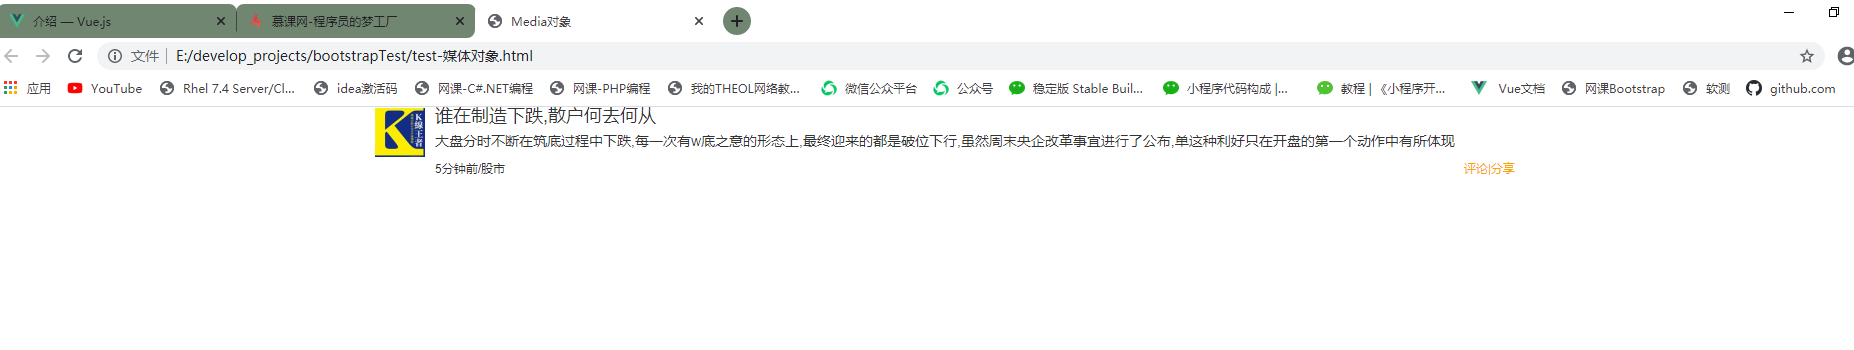 介绍 — Vue.js
慕课网-程序员的梦工厂
Media对象
文件 | E:/develop_projects/bootstrapTest/test-媒体对象.html
应用 YouTube Rhel 7.4 Server/Cl... idea激活码 网课-C#.NET编程 网课-PHP编程 我的THEOL网络教... 微信公众平台 公众号 稳定版 Stable Buil... 小程序代码构成 |... 教程 | 《小程序开... Vue文档 网课Bootstrap 软测 github.com
谁在制造下跌,散户何去何从
大盘分时不断在筑底过程中下跌,每一次有w底之意的形态上,最终迎来的都是破位下行,虽然周末央企改革事宜进行了公布,单这种利好只在开盘的第一个动作中有所体现
5分钟前/股市 评论|分享
K線王者